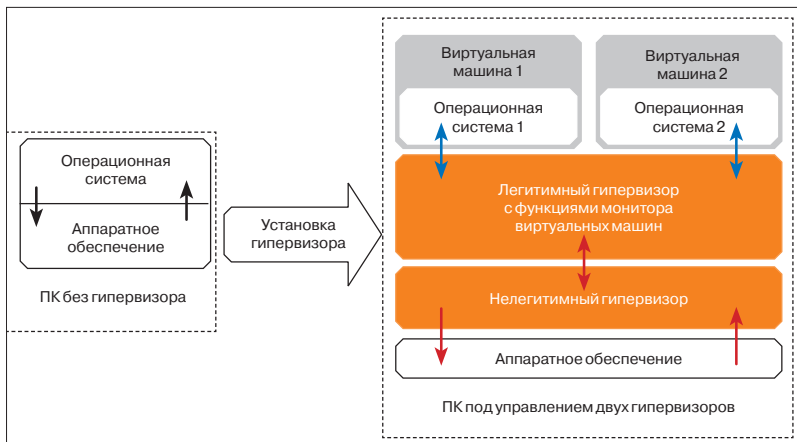 Операционная
система
Аппаратное
обеспечение
ПК без гипервизора
Установка
гипервизора
Виртуальная
машина 1
Операционная
система 1
Виртуальная
машина 2
Операционная
система 2
Легитимный гипервизор
с функциями монитора
виртуальных машин
Нелегитимный гипервизор
Аппаратное обеспечение
ПК под управлением двух гипервизоров